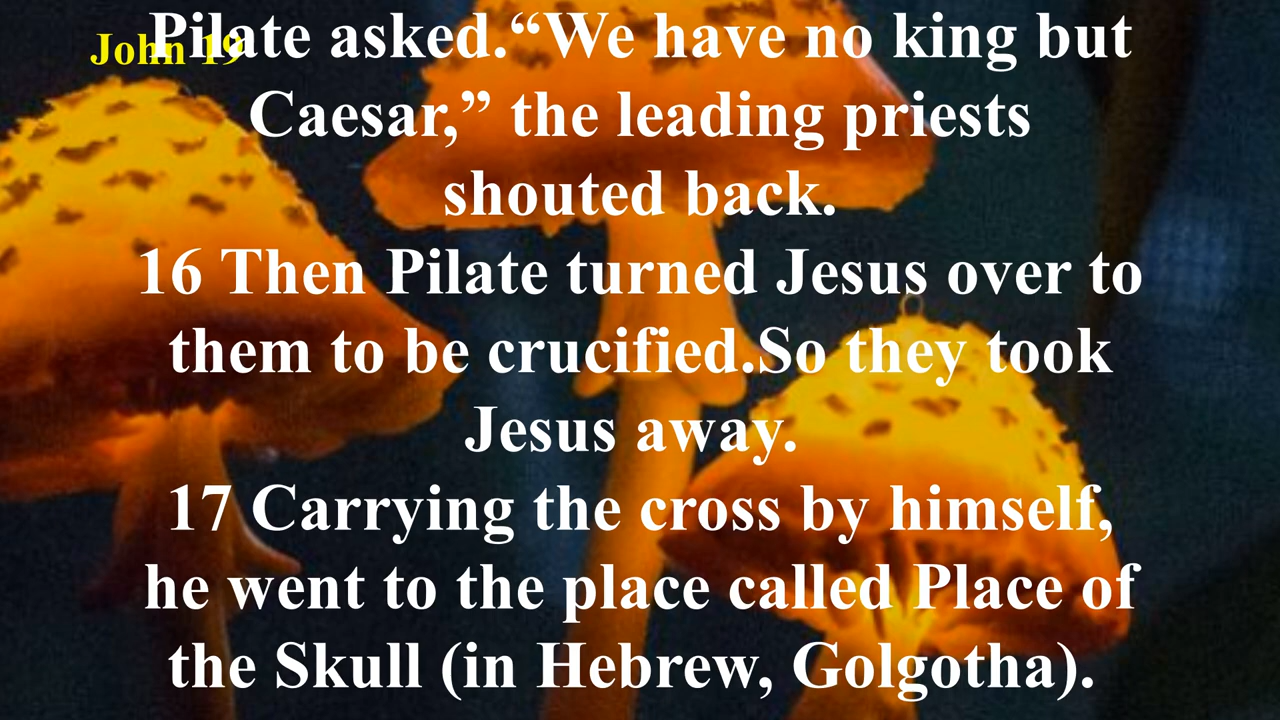 John 19
Pilate asked.“We have no king but
Caesar,” the leading priests
shouted back.
16 Then Pilate turned Jesus over to
them to be crucified.So they took
Jesus away.
17 Carrying the cross by himself,
he went to the place called Place of
the Skull (in Hebrew, Golgotha).